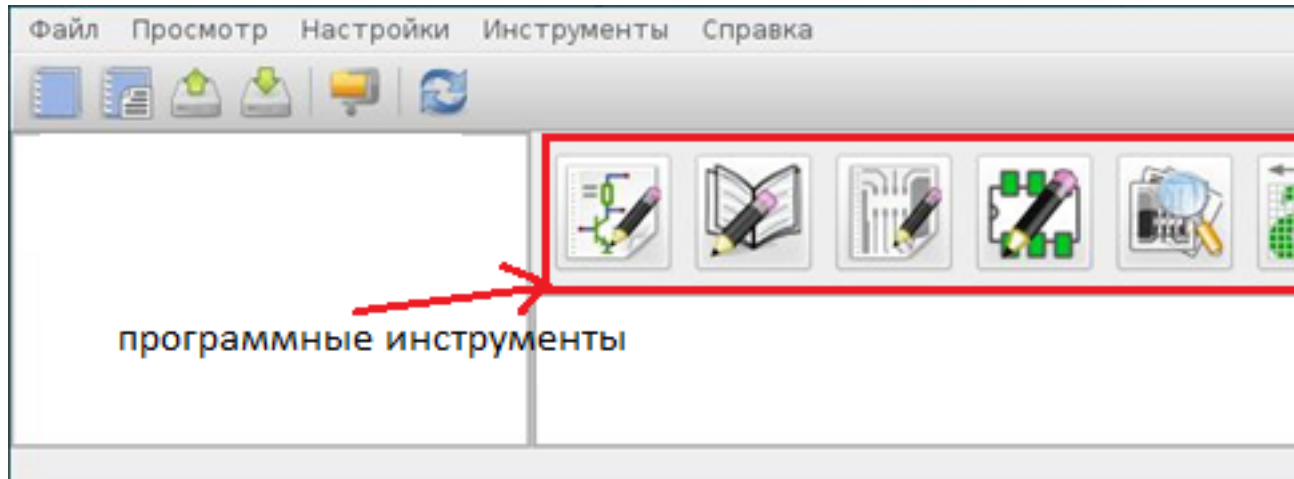 Файл Просмотр Настройки Инструменты Справка
программные инструменты